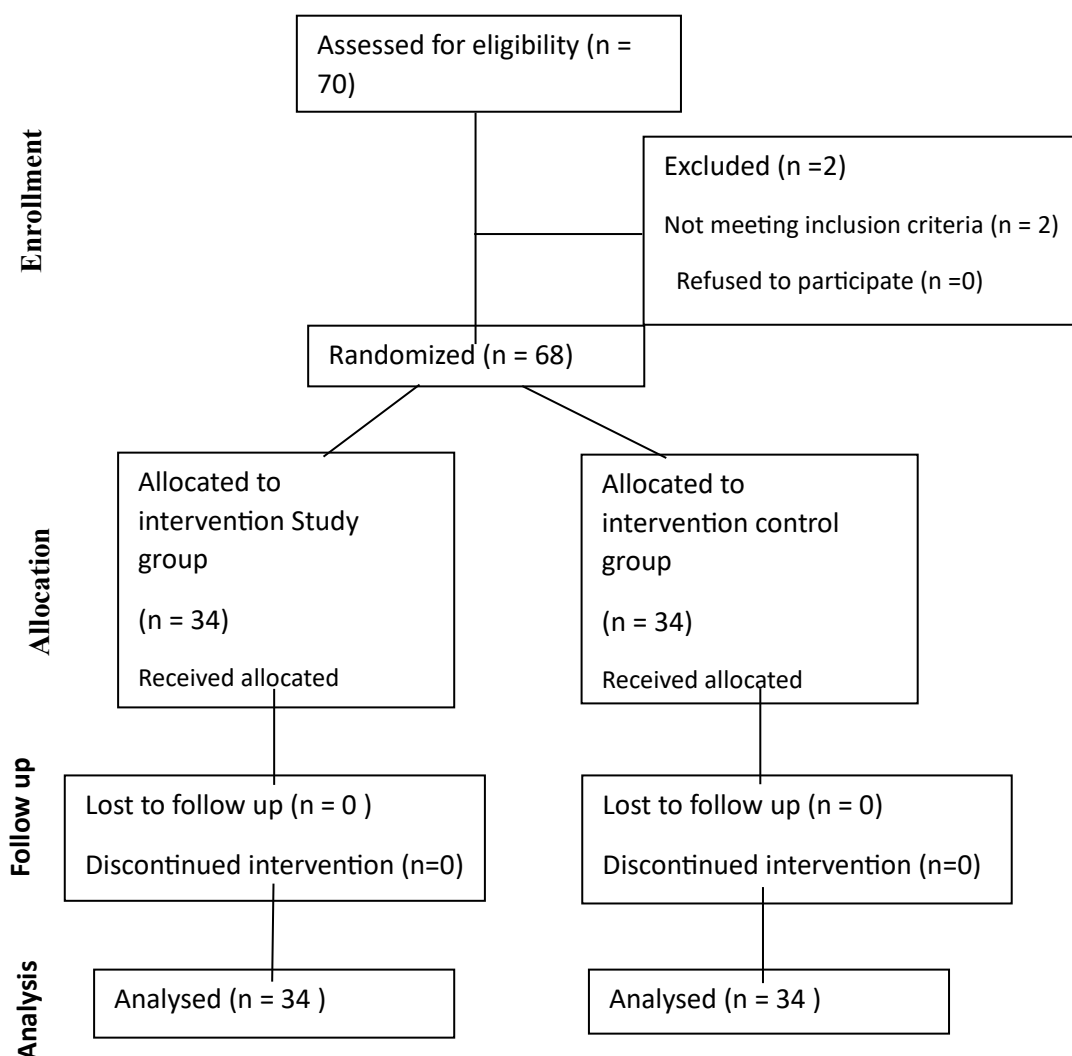 Assessed for eligibility (n =
70)
Enrollment
Excluded (n =2)
Not meeting inclusion criteria (n = 2)
Refused to participate (n =0)
Randomized (n = 68)
Allocation
Allocated to
intervention Study
group
(n = 34)
Received allocated
Allocated to
intervention control
group
(n = 34)
Received allocated
Follow up
Lost to follow up (n = 0 )
Discontinued intervention (n=0)
Lost to follow up (n = 0)
Discontinued intervention (n=0)
Analysis
Analysed (n = 34 )
Analysed (n = 34 )